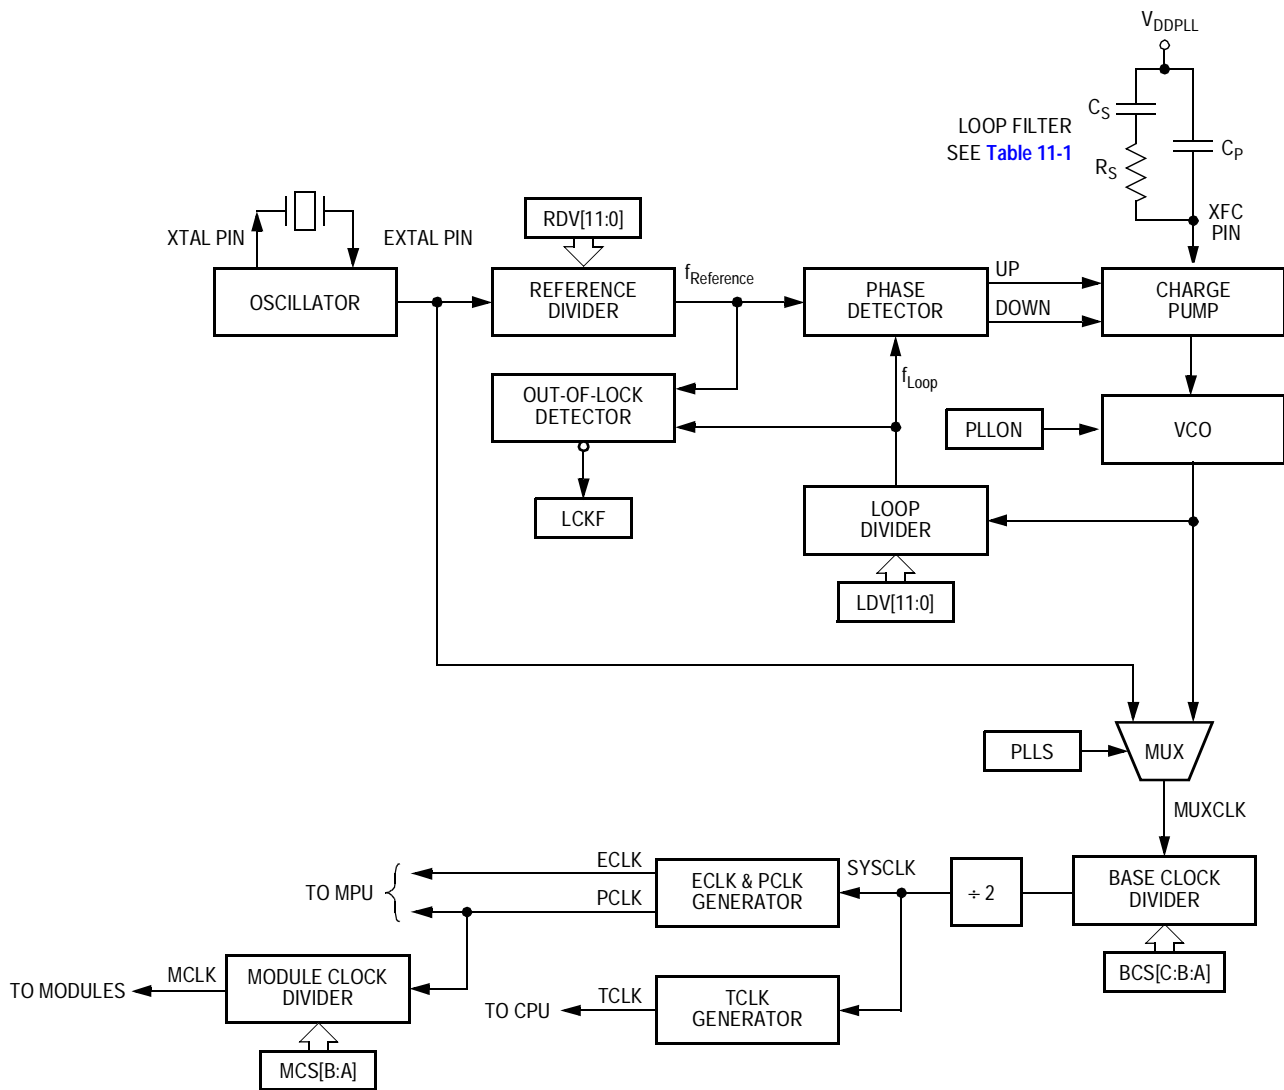 VDDPLL
CS
LOOP FILTER
SEE Table 11-1
CP
RS
XFC
PIN
RDV[11:0]
XTAL PIN
EXTAL PIN
fReference
UP
OSCILLATOR
REFERENCE
DIVIDER
PHASE
DETECTOR
DOWN
CHARGE
PUMP
fLoop
OUT-OF-LOCK
DETECTOR
PLLON
VCO
LCKF
LOOP
DIVIDER
LDV[11:0]
PLLS
MUX
MUXCLK
ECLK
SYSCLK
TO MPU
ECLK & PCLK
GENERATOR
PCLK
÷ 2
BASE CLOCK
DIVIDER
MCLK
TO MODULES
MODULE CLOCK
DIVIDER
BCS[C:B:A]
TCLK
TO CPU
TCLK
GENERATOR
MCS[B:A]